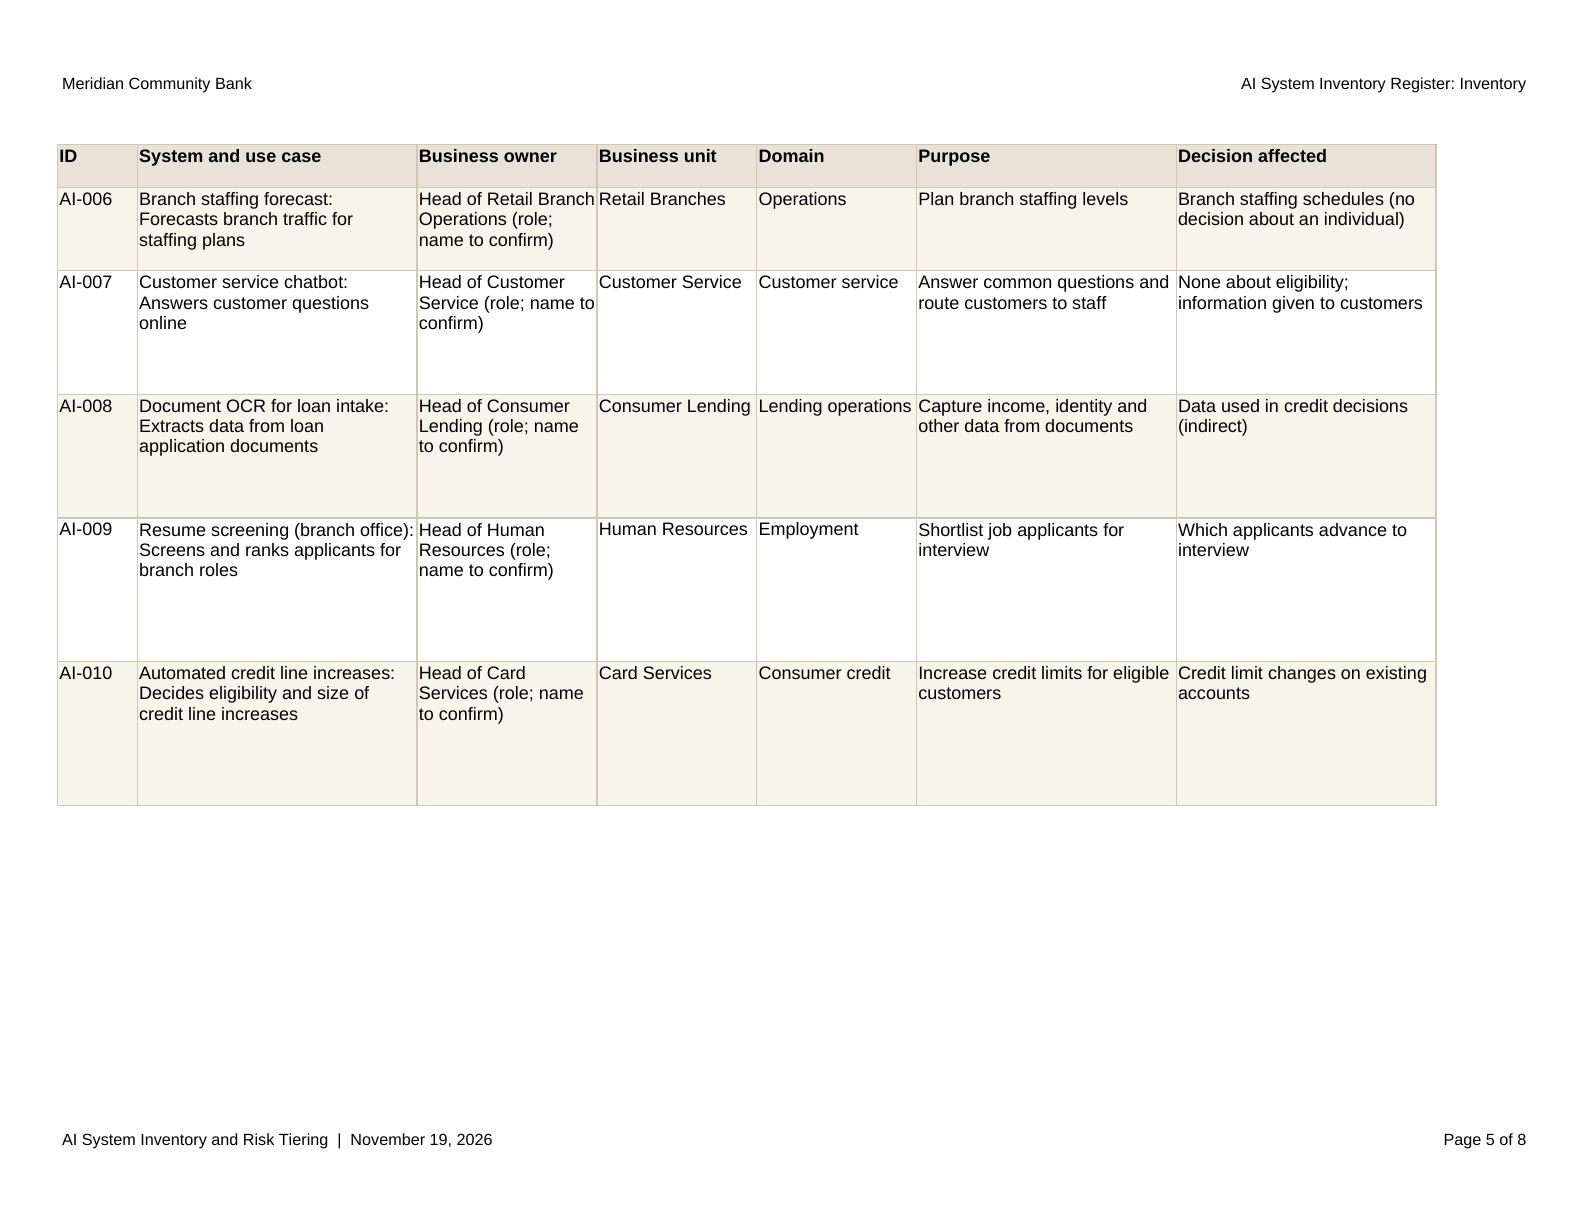 Meridian Community Bank
AI System Inventory Register: Inventory
ID
System and use case
Business owner
Business unit
Domain
Purpose
Decision affected
AI-006
Branch staffing forecast:
Forecasts branch traffic for
staffing plans
Head of Retail Branch
Operations (role;
name to confirm)
Retail Branches
Operations
Plan branch staffing levels
Branch staffing schedules (no
decision about an individual)
AI-007
Customer service chatbot:
Answers customer questions
online
Head of Customer
Service (role; name to
confirm)
Customer Service
Customer service
Answer common questions and
route customers to staff
None about eligibility;
information given to customers
AI-008
Document OCR for loan intake:
Extracts data from loan
application documents
Head of Consumer
Lending (role; name
to confirm)
Consumer Lending
Lending operations
Capture income, identity and
other data from documents
Data used in credit decisions
(indirect)
AI-009
Resume screening (branch office):
Screens and ranks applicants for
branch roles
Head of Human
Resources (role;
name to confirm)
Human Resources
Employment
Shortlist job applicants for
interview
Which applicants advance to
interview
AI-010
Automated credit line increases:
Decides eligibility and size of
credit line increases
Head of Card
Services (role; name
to confirm)
Card Services
Consumer credit
Increase credit limits for eligible
customers
Credit limit changes on existing
accounts
AI System Inventory and Risk Tiering | November 19, 2026
Page 5 of 8